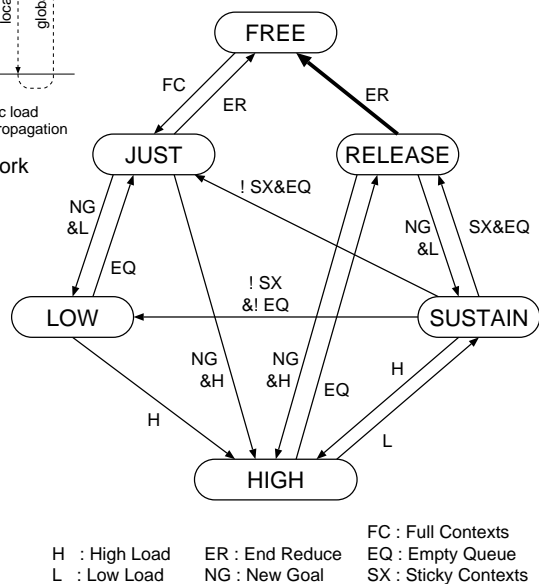 FREE
FC
ER
ER
JUST
RELEASE
! SX&EQ
NG
&L
EQ
NG
&L
SX&EQ
! SX
&! EQ
LOW
SUSTAIN
NG
&H
NG
&H
EQ
H
L
H
HIGH
FC : Full Contexts
H : High Load
ER : End Reduce
EQ : Empty Queue
L : Low Load
NG : New Goal
SX : Sticky Contexts